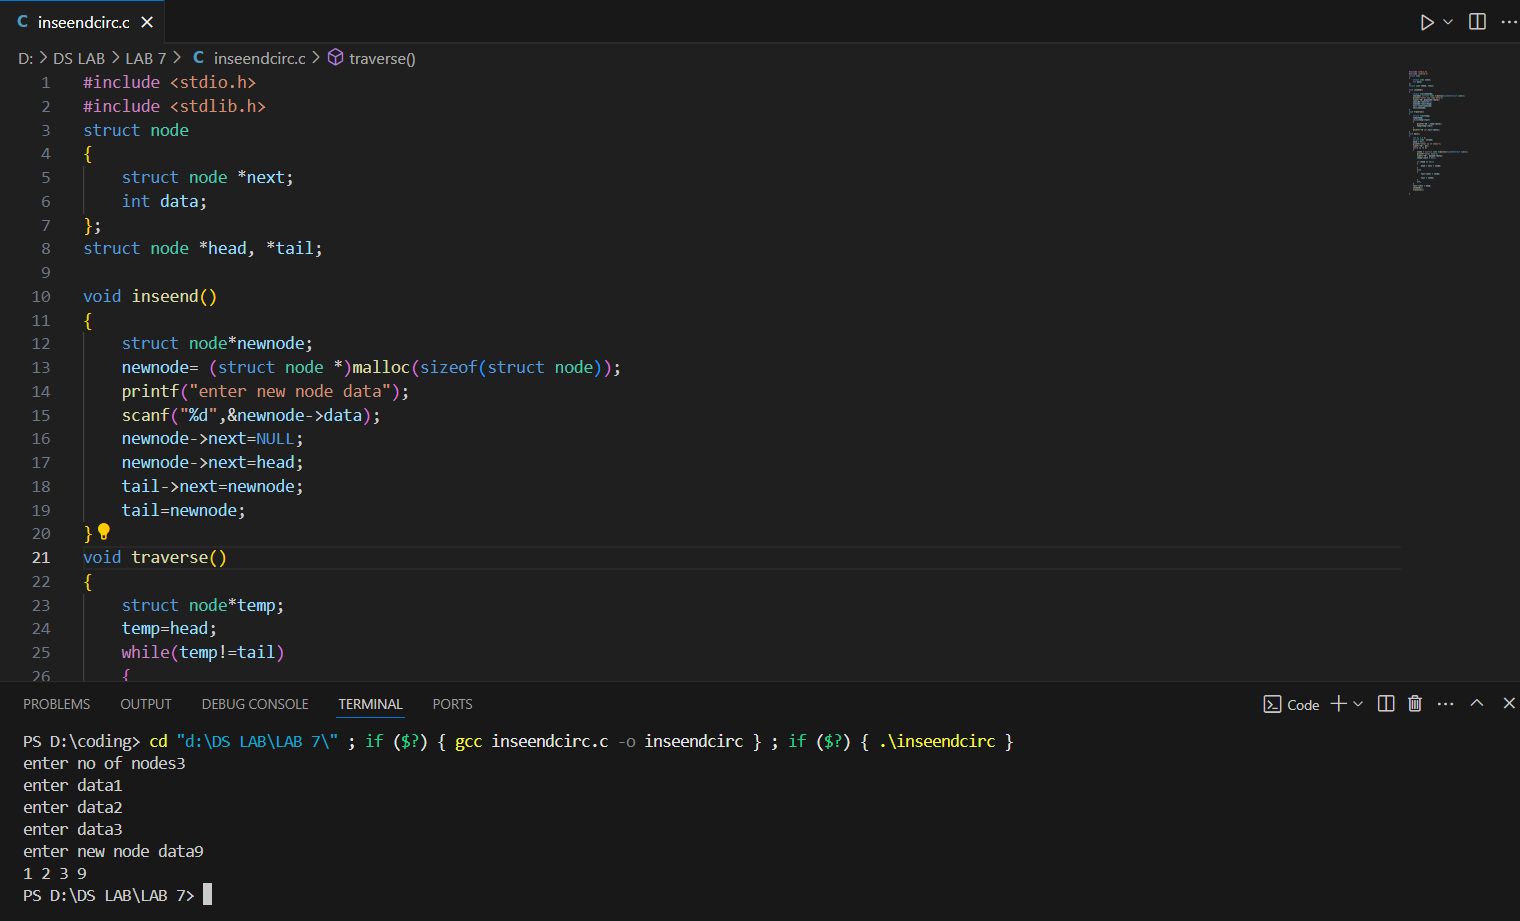 C inseendcirc.c
D: > DS LAB > LAB 7 > C inseendcirc.c > traverse()
1 #include <stdio.h>
2 #include <stdlib.h>
3 struct node
4 {
5 struct node *next;
6 int data;
7 };
8 struct node *head, *tail;
9
10 void inseend()
11 {
12 struct node*newnode;
13 newnode= (struct node *)malloc(sizeof(struct node));
14 printf("enter new node data");
15 scanf("%d",&newnode->data);
16 newnode->next=NULL;
17 newnode->next=head;
18 tail->next=newnode;
19 tail=newnode;
20 }
21 void traverse()
22 {
23 struct node*temp;
24 temp=head;
25 while(temp!=tail)
26 {
PROBLEMS OUTPUT DEBUG CONSOLE TERMINAL PORTS Code
PS D:\coding> cd "d:\DS LAB\LAB 7\" ; if ($?) { gcc inseendcirc.c -o inseendcirc } ; if ($?) { .\inseendcirc }
enter no of nodes3
enter data1
enter data2
enter data3
enter new node data9
1 2 3 9
PS D:\DS LAB\LAB 7>